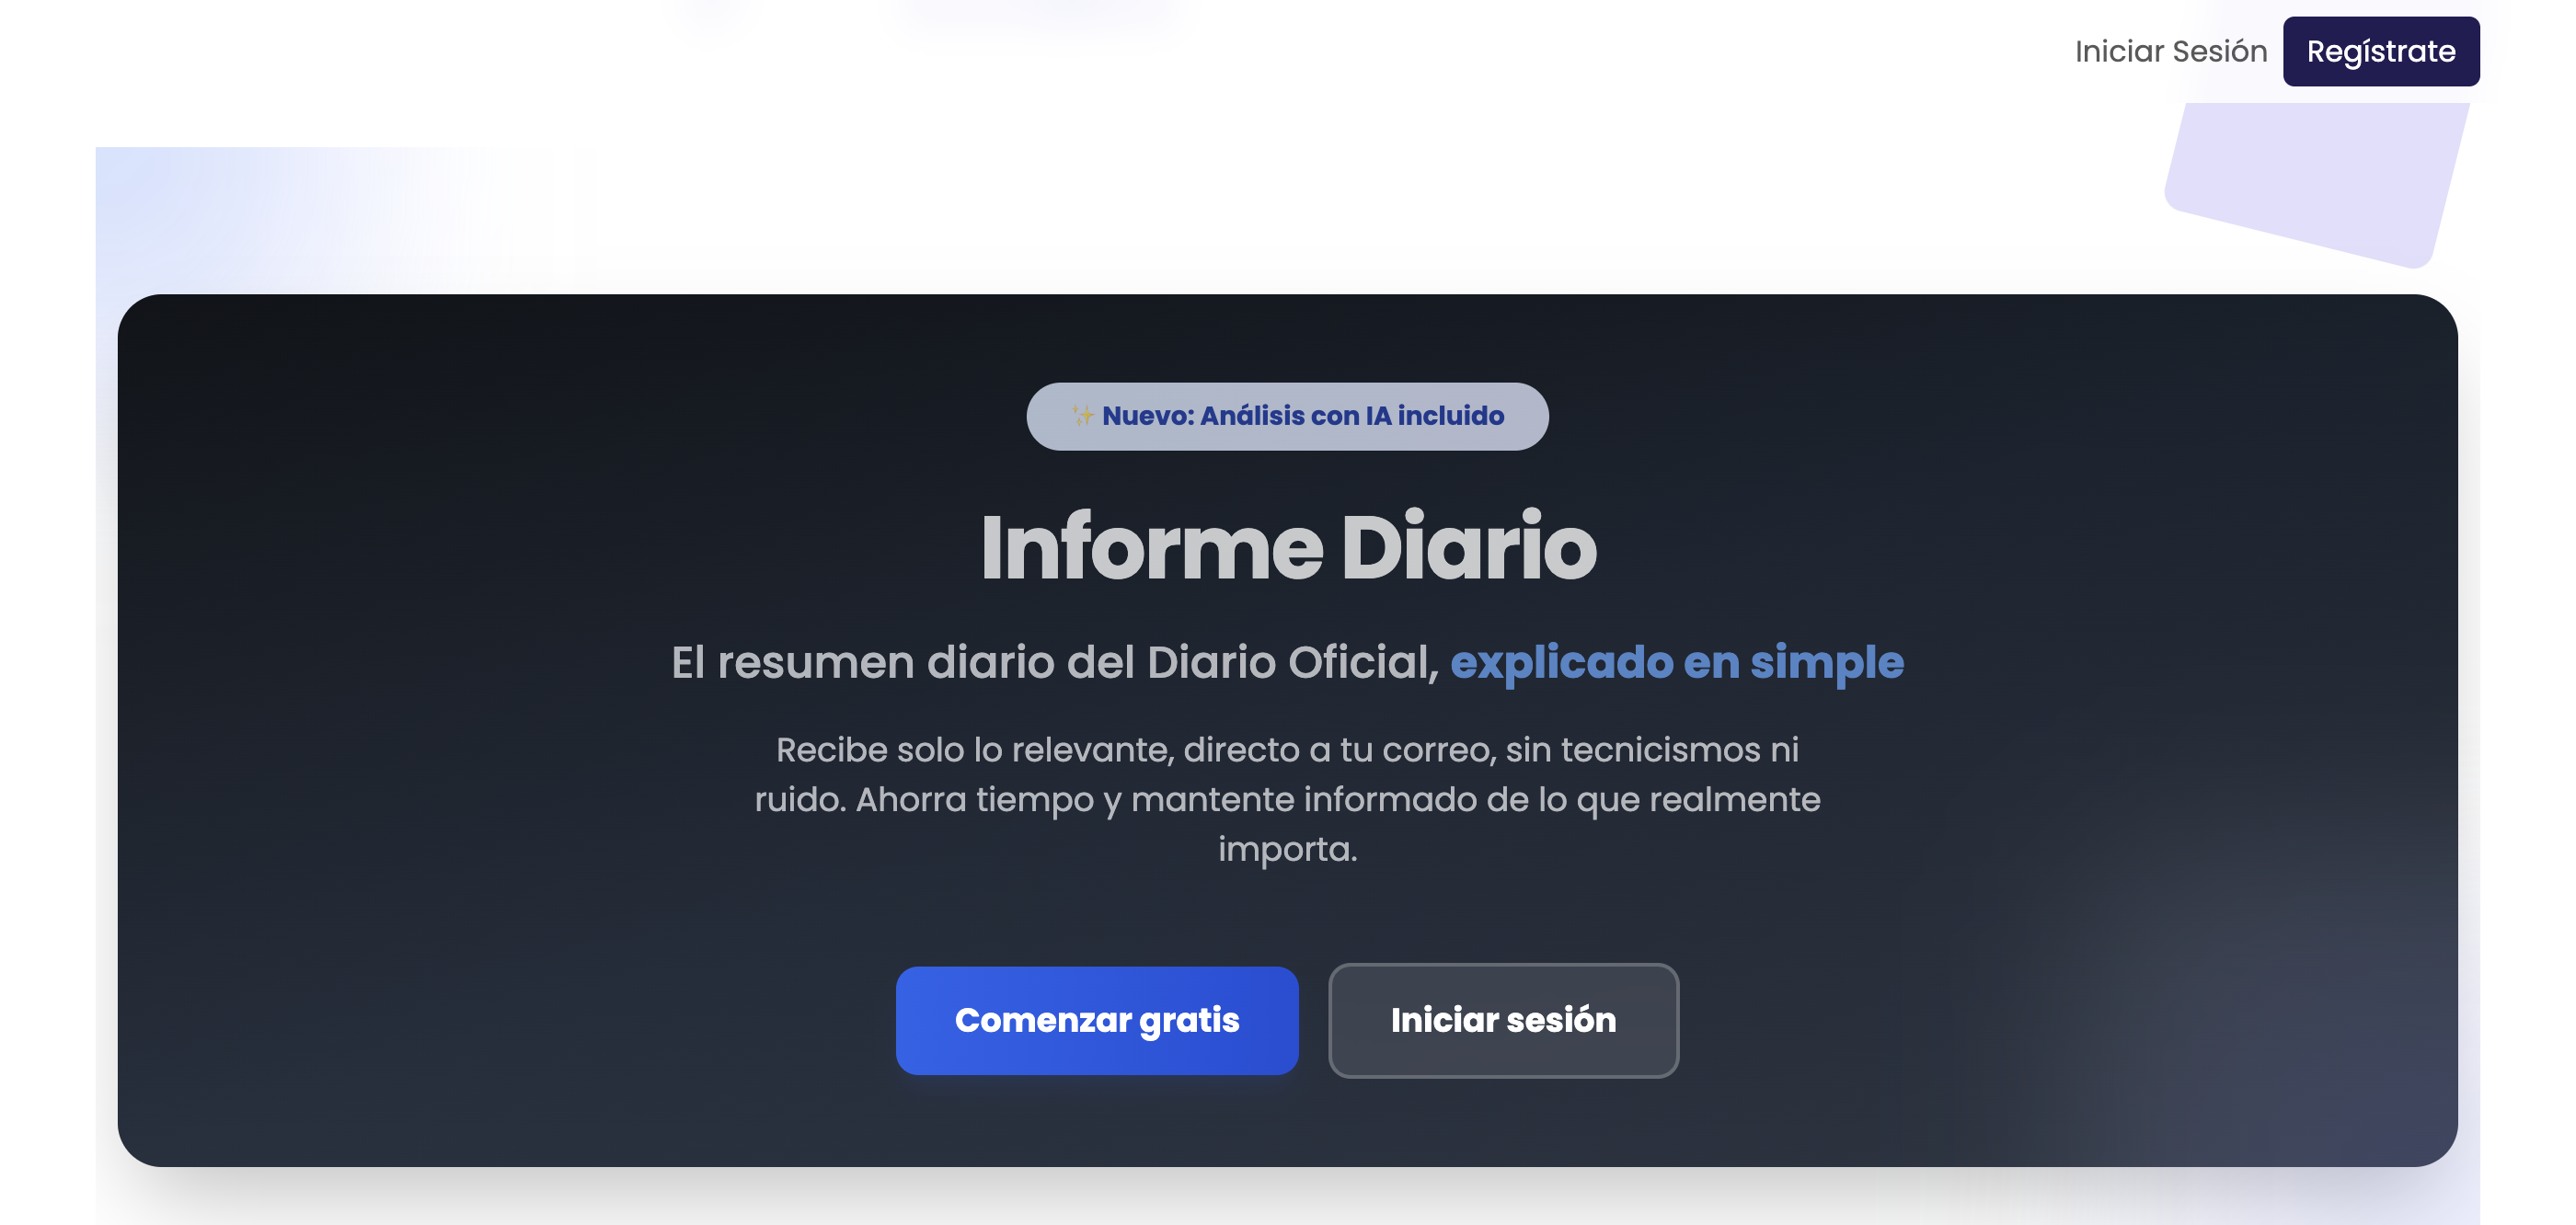 Iniciar Sesión
Regístrate
✨ Nuevo: Análisis con IA incluido
Informe Diario
El resumen diario del Diario Oficial, explicado en simple
Recibe solo lo relevante, directo a tu correo, sin tecnicismos ni
ruido. Ahorra tiempo y mantente informado de lo que realmente
importa.
Comenzar gratis
Iniciar sesión